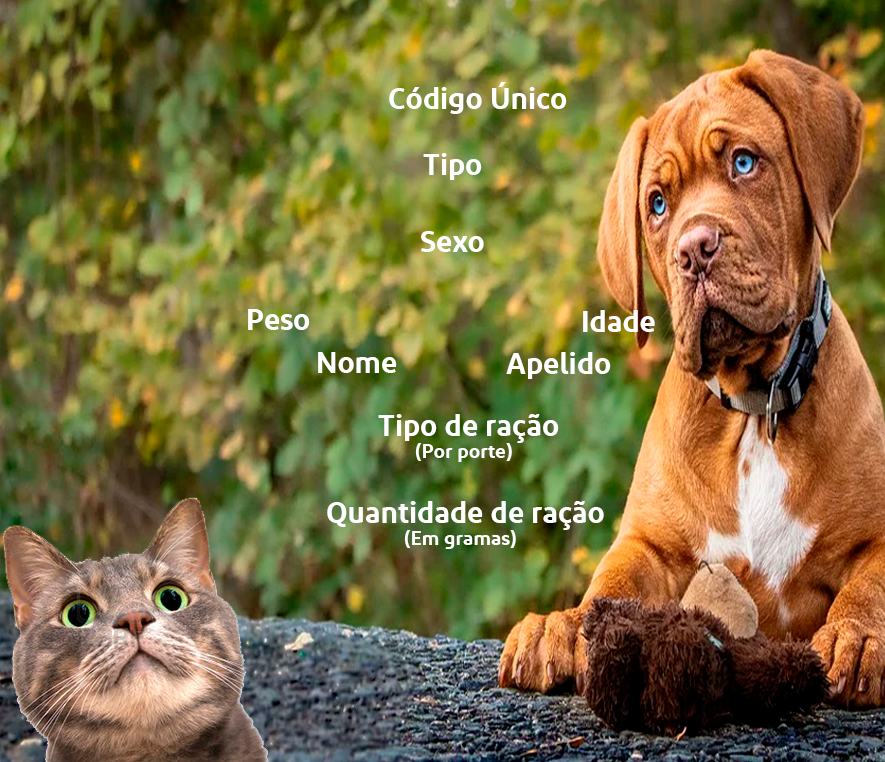 Código Único
Tipo
Sexo
Peso Idade
Nome Apelido
Tipo de ração
(Por porte)
Quantidade de ração
(Em gramas)